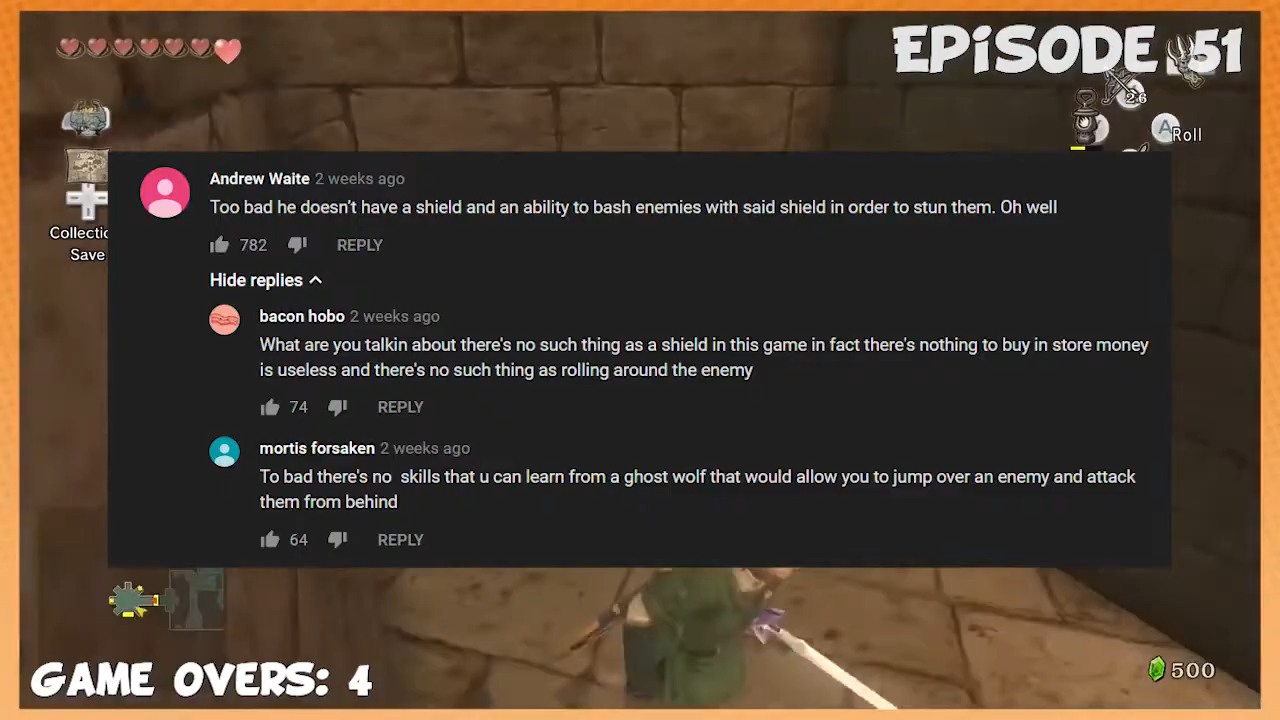 EPISODE 51
26
A Roll
Collectio
Save
Andrew Waite 2 weeks ago
Too bad he doesn't have a shield and an ability to bash enemies with said shield in order to stun them. Oh well
782 REPLY
Hide replies
bacon hobo 2 weeks ago
What are you talkin about there's no such thing as a shield in this game in fact there's nothing to buy in store money
is useless and there's no such thing as rolling around the enemy
74 REPLY
mortis forsaken 2 weeks ago
To bad there's no skills that u can learn from a ghost wolf that would allow you to jump over an enemy and attack
them from behind
64 REPLY
GAME OVERS: 4
500